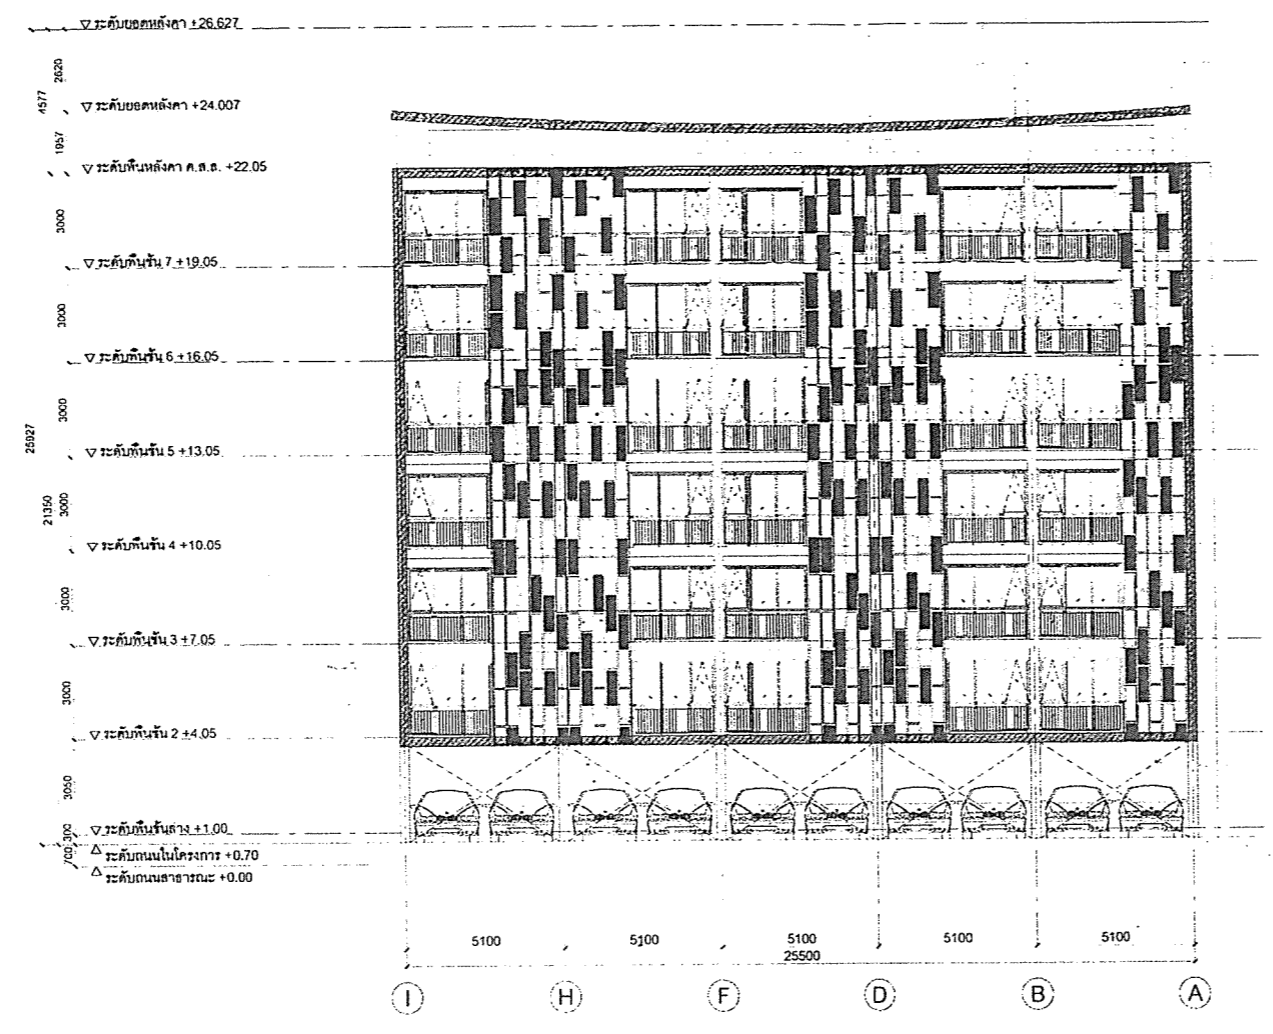 ระดับยอดหลังคา +26.627
2620
4577
ระดับยอดหลังคา +24.007
1957
ระดับพื้นหลังคา ค.ส.ล. +22.05
3000
ระดับพื้นชั้น 7 +19.05
3000
ระดับพื้นชั้น 6 +16.05
3000
25927
ระดับพื้นชั้น 5 +13.05
21350
3000
ระดับพื้นชั้น 4 +10.05
3000
ระดับพื้นชั้น 3 +7.05
3000
ระดับพื้นชั้น 2 +4.05
3050
ระดับพื้นชั้นล่าง +1.00
300
ระดับถนนในโครงการ +0.70
700
ระดับถนนสาธารณะ +0.00
5100 5100 5100 5100 5100
25500
I H F D B A